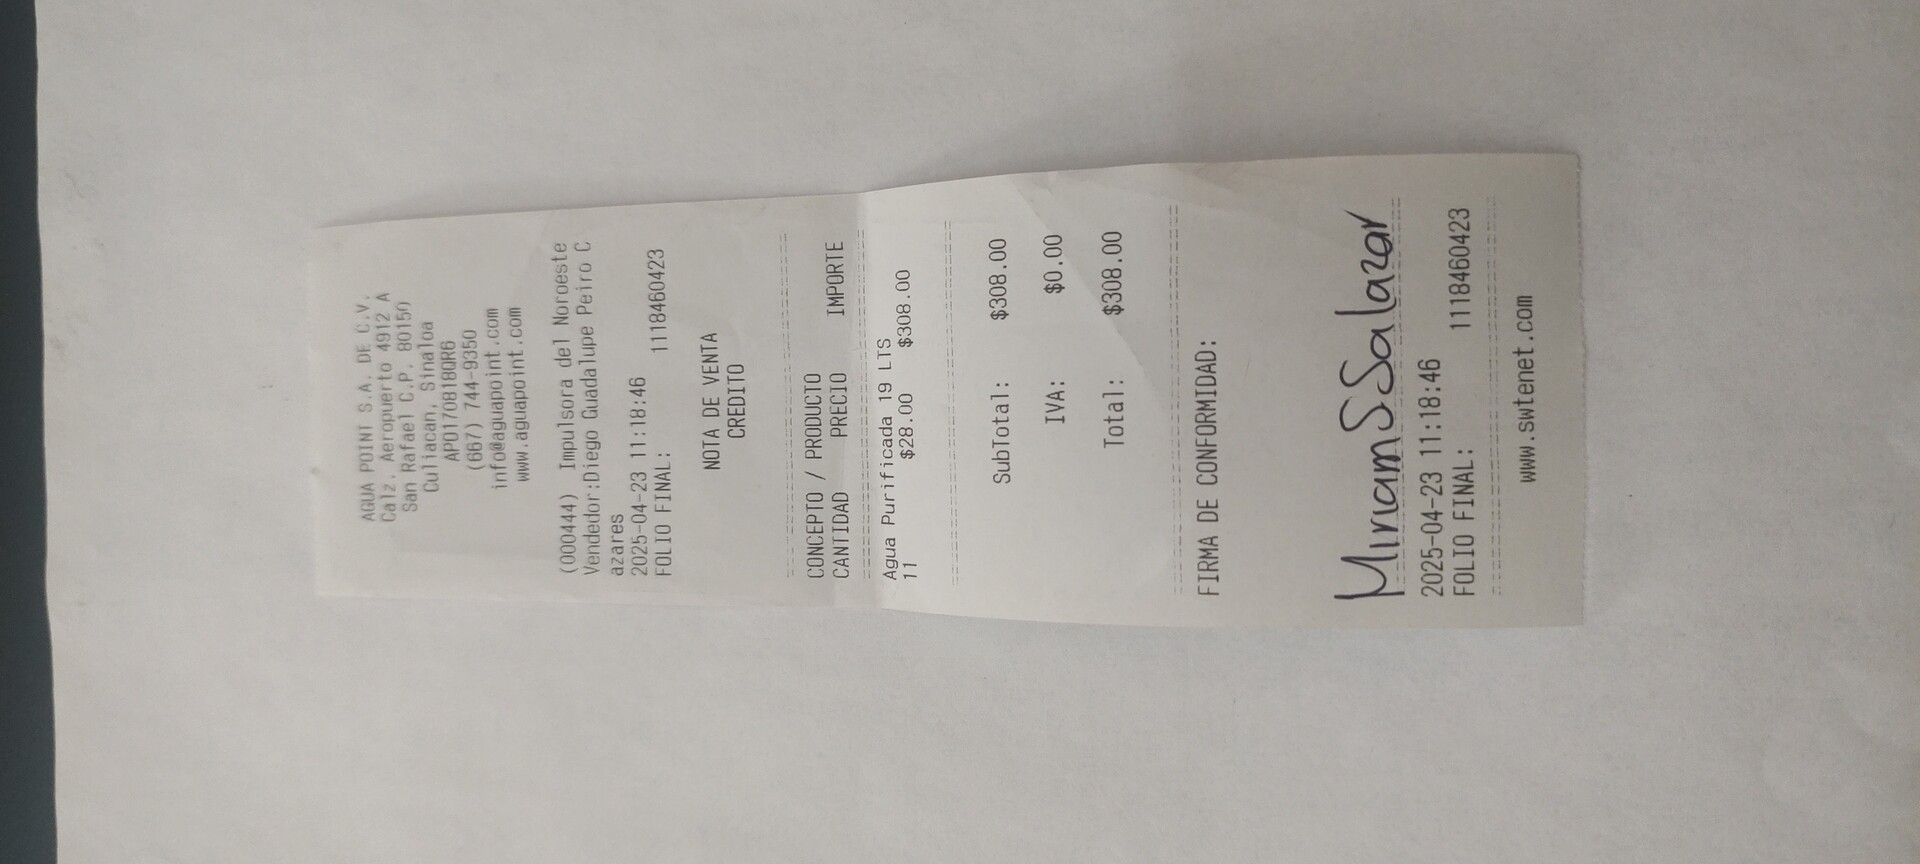 AGUA POINT S.A. DE C.V.
Calz. Aeropuerto 4912 A
San Rafael C.P. 80150
Culiacan, Sinaloa
APO170818QR6
(667) 744-9350
info@aguapoint.com
www.aguapoint.com
(000444) Impulsora del Noroeste
Vendedor:Diego Guadalupe Peiro C
azares
2025-04-23 11:18:46
FOLIO FINAL: 1118460423
NOTA DE VENTA
CREDITO
CONCEPTO / PRODUCTO
CANTIDAD PRECIO IMPORTE
Agua Purificada 19 LTS
11 $28.00 $308.00
SubTotal: $308.00
IVA: $0.00
Total: $308.00
FIRMA DE CONFORMIDAD:
Miriam S Salazar
2025-04-23 11:18:46
FOLIO FINAL: 1118460423
www.swtenet.com